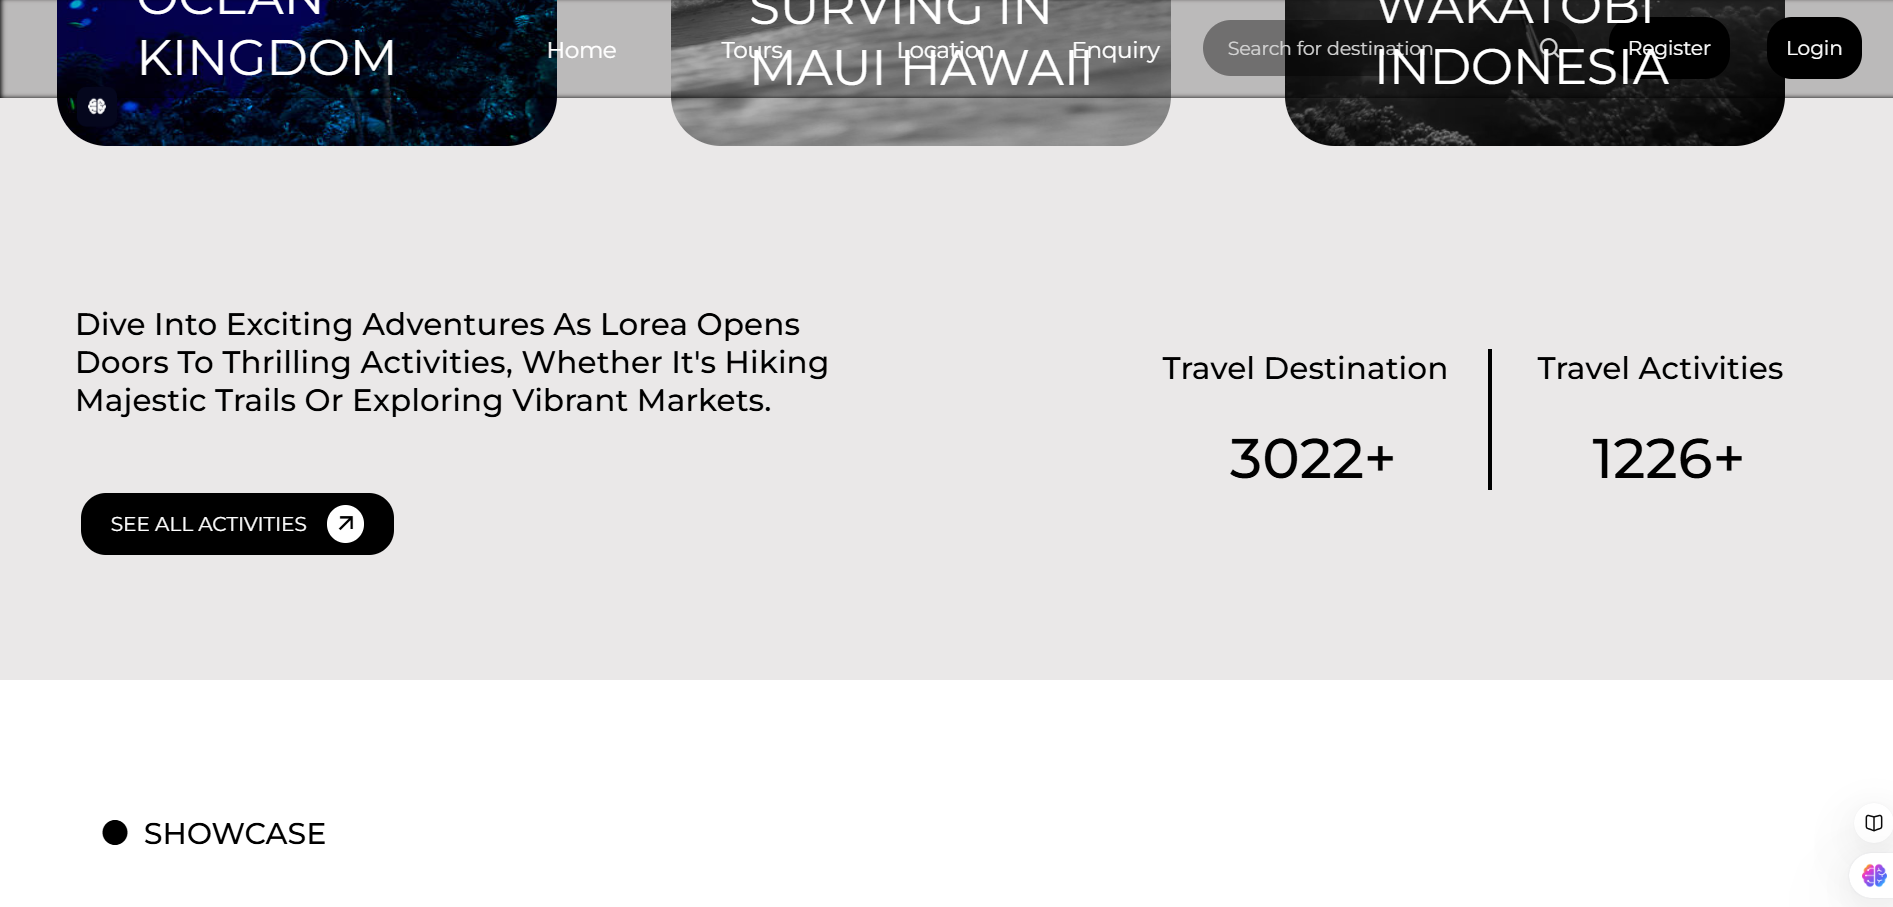 OCEAN
KINGDOM
SURVING IN
MAUI HAWAII
WAKATOBI
INDONESIA
Home
Tours
Location
Enquiry
Search for destination
Register
Login
Dive Into Exciting Adventures As Lorea Opens
Doors To Thrilling Activities, Whether It's Hiking
Majestic Trails Or Exploring Vibrant Markets.
SEE ALL ACTIVITIES
Travel Destination
3022+
Travel Activities
1226+
SHOWCASE